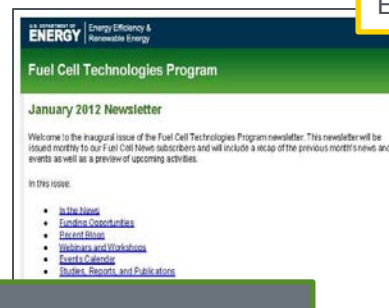 E
U.S. DEPARTMENT OF
ENERGY
Energy Efficiency &
Renewable Energy
Fuel Cell Technologies Program
January 2012 Newsletter
Welcome to the inaugural issue of the Fuel Cell Technologies Program newsletter. This newsletter will be
issued monthly to our Fuel Cell News subscribers and will include a recap of the previous month's news and
events as well as a preview of upcoming activities.
In this issue:
• In the News
• Funding Opportunities
• Recent Blogs
• Webinars and Workshops
• Events Calendar
• Studies, Reports, and Publications